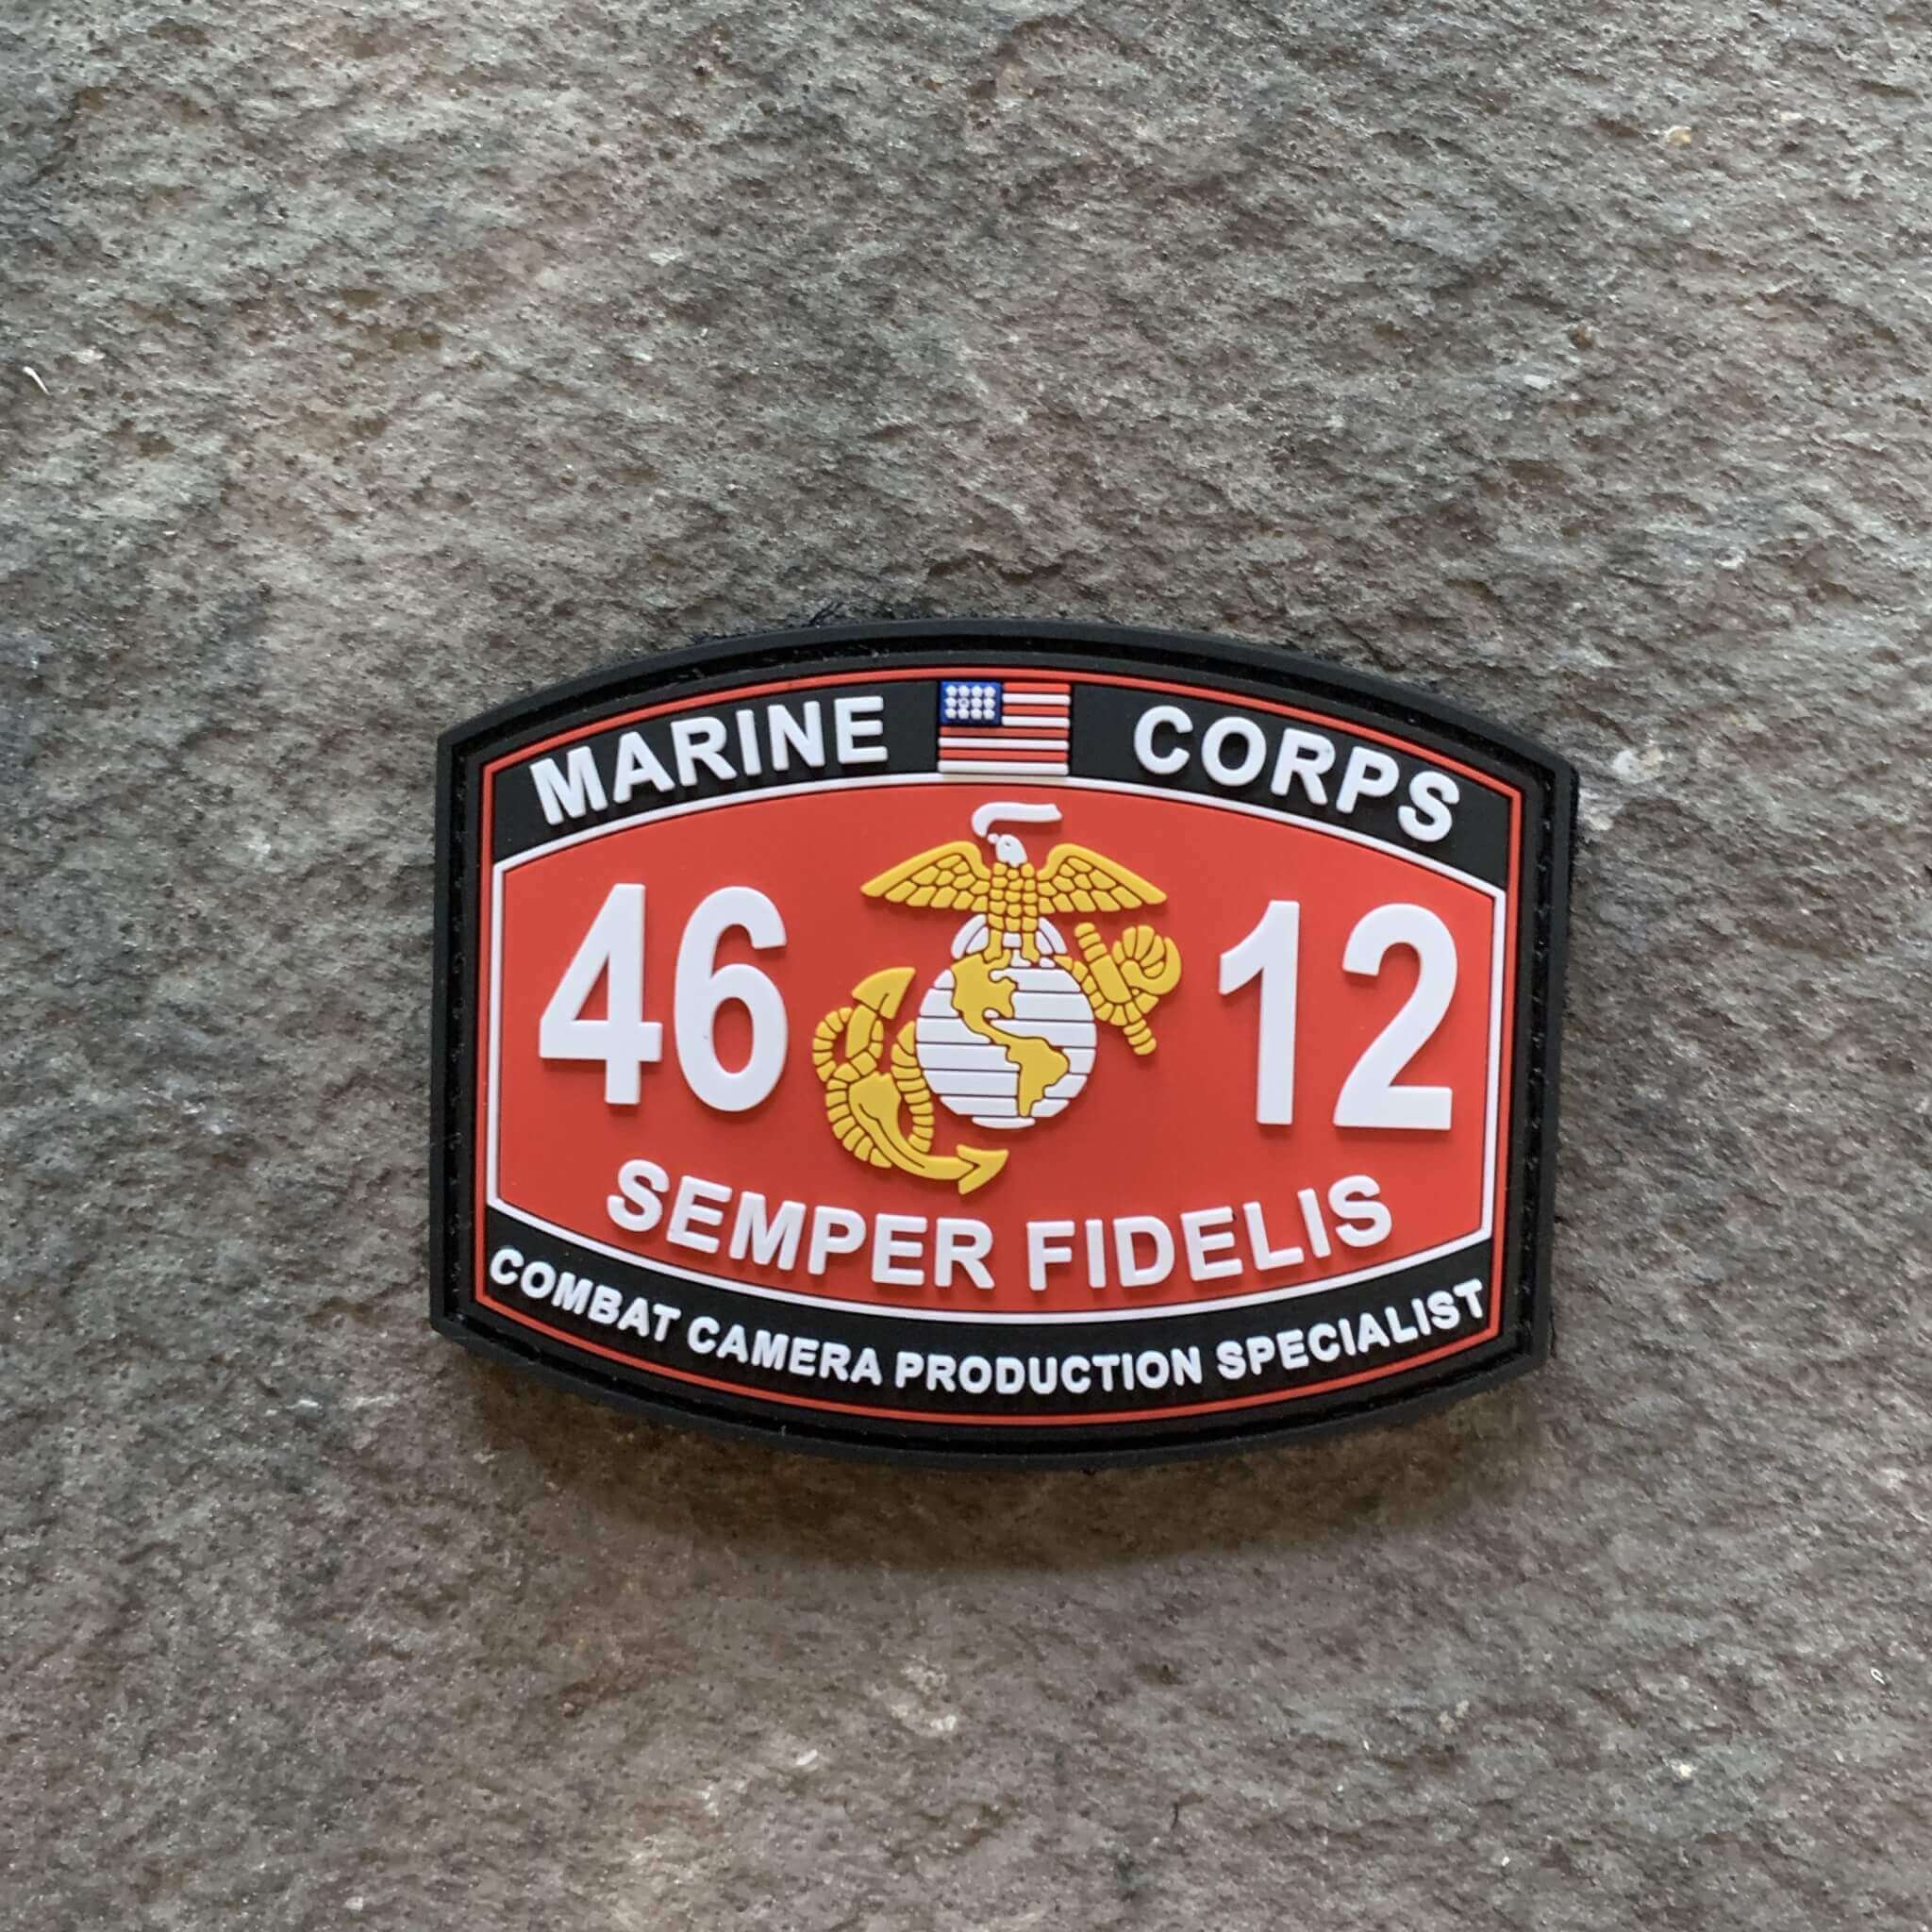 MARINE CORPS
46 12
SEMPER FIDELIS
COMBAT CAMERA PRODUCTION SPECIALIST